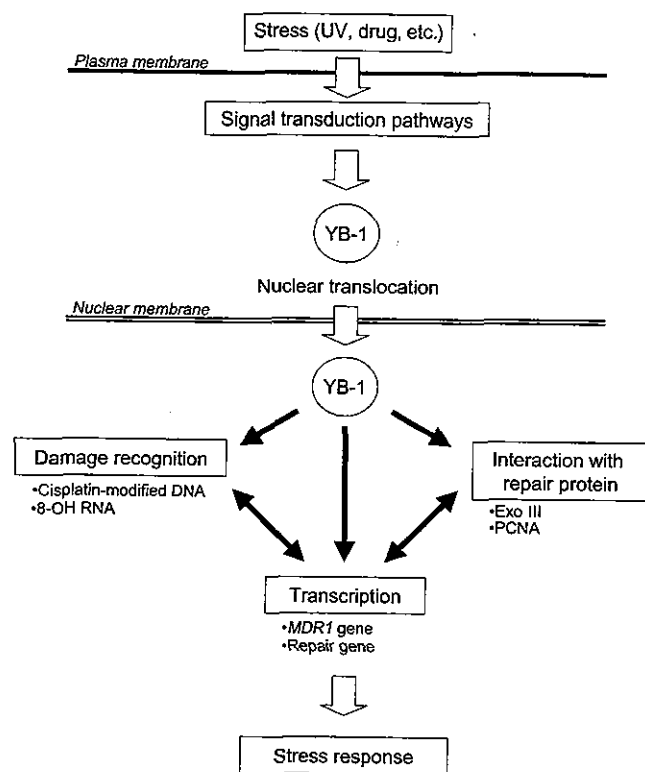 Stress (UV, drug, etc.)
Plasma membrane
Signal transduction pathways
YB-1
Nuclear translocation
Nuclear membrane
YB-1
Damage recognition
•Cisplatin-modified DNA
•8-OH RNA
Interaction with
repair protein
•Exo III
•PCNA
Transcription
•MDR1 gene
•Repair gene
Stress response